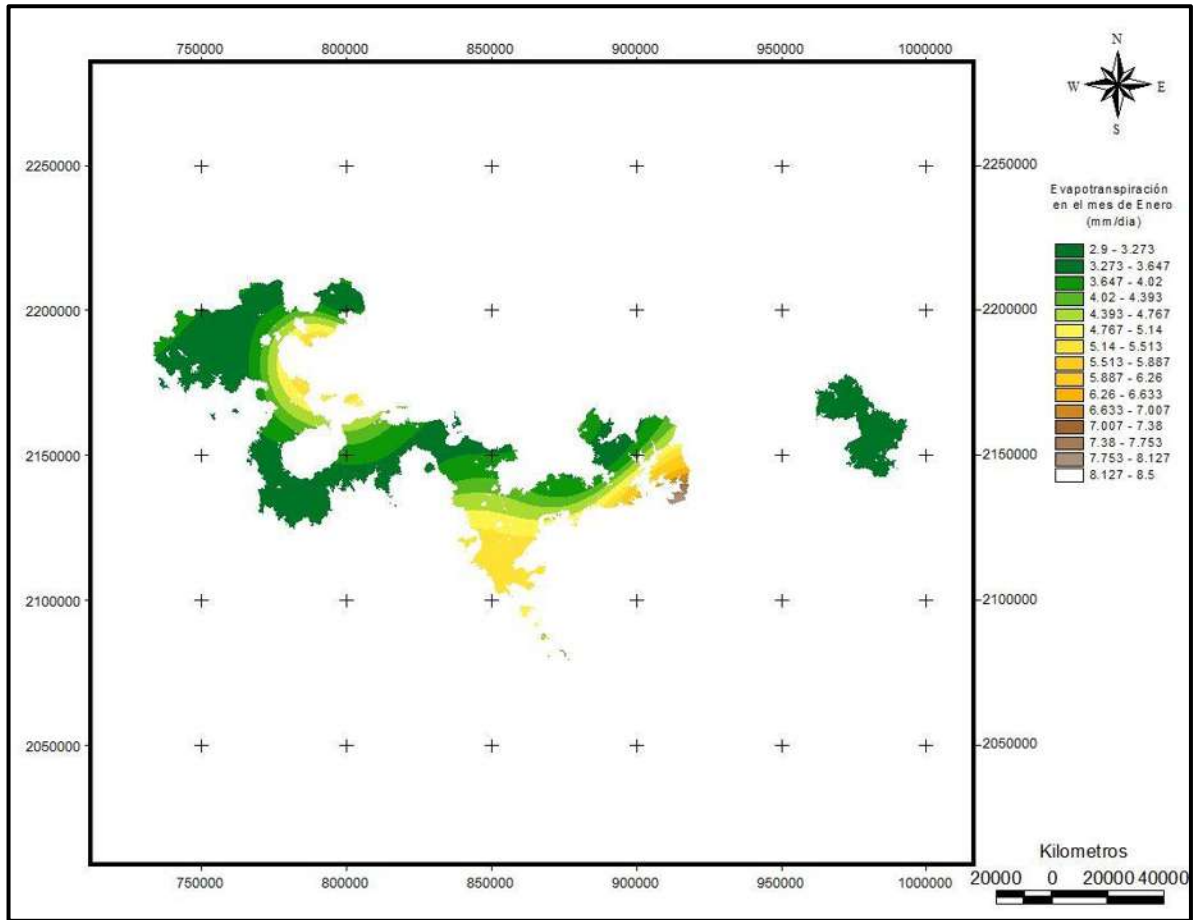 750000 800000 850000 900000 950000 1000000
N
W E
S
2250000 2250000
Evapotranspiración
en el mes de Enero
(mm/dia)
2.9 - 3.273
3.273 - 3.647
3.647 - 4.02
4.02 - 4.393
4.393 - 4.767
4.767 - 5.14
5.14 - 5.513
5.513 - 5.887
5.887 - 6.26
6.26 - 6.633
6.633 - 7.007
7.007 - 7.38
7.38 - 7.753
7.753 - 8.127
8.127 - 8.5
2200000 2200000
2150000 2150000
2100000 2100000
2050000 2050000
Kilometros
20000 0 20000 40000
750000 800000 850000 900000 950000 1000000